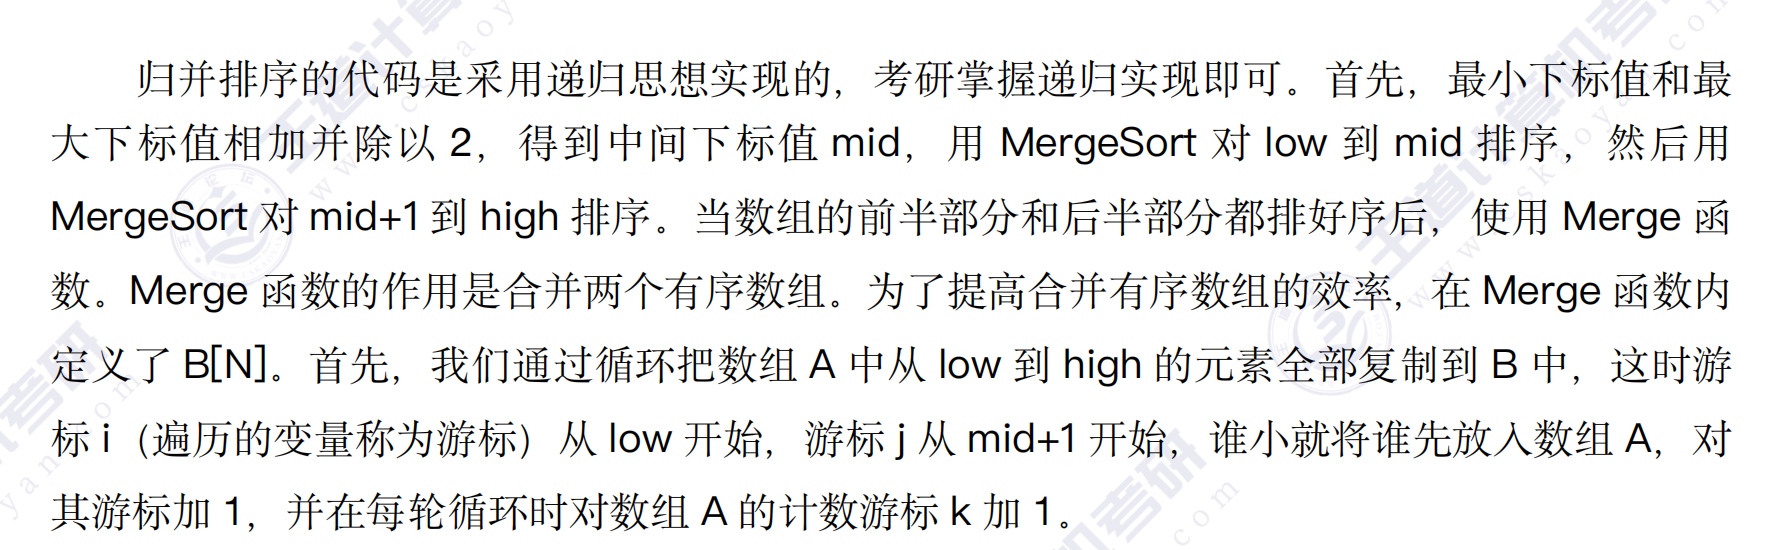 归并排序的代码是采用递归思想实现的，考研掌握递归实现即可。首先，最小下标值和最
大下标值相加并除以 2，得到中间下标值 mid，用 MergeSort 对 low 到 mid 排序，然后用
MergeSort 对 mid+1 到 high 排序。当数组的前半部分和后半部分都排好序后，使用 Merge 函
数。Merge 函数的作用是合并两个有序数组。为了提高合并有序数组的效率，在 Merge 函数内
定义了 B[N]。首先，我们通过循环把数组 A 中从 low 到 high 的元素全部复制到 B 中，这时游
标 i（遍历的变量称为游标）从 low 开始，游标 j 从 mid+1 开始，谁小就将谁先放入数组 A，对
其游标加 1，并在每轮循环时对数组 A 的计数游标 k 加 1。